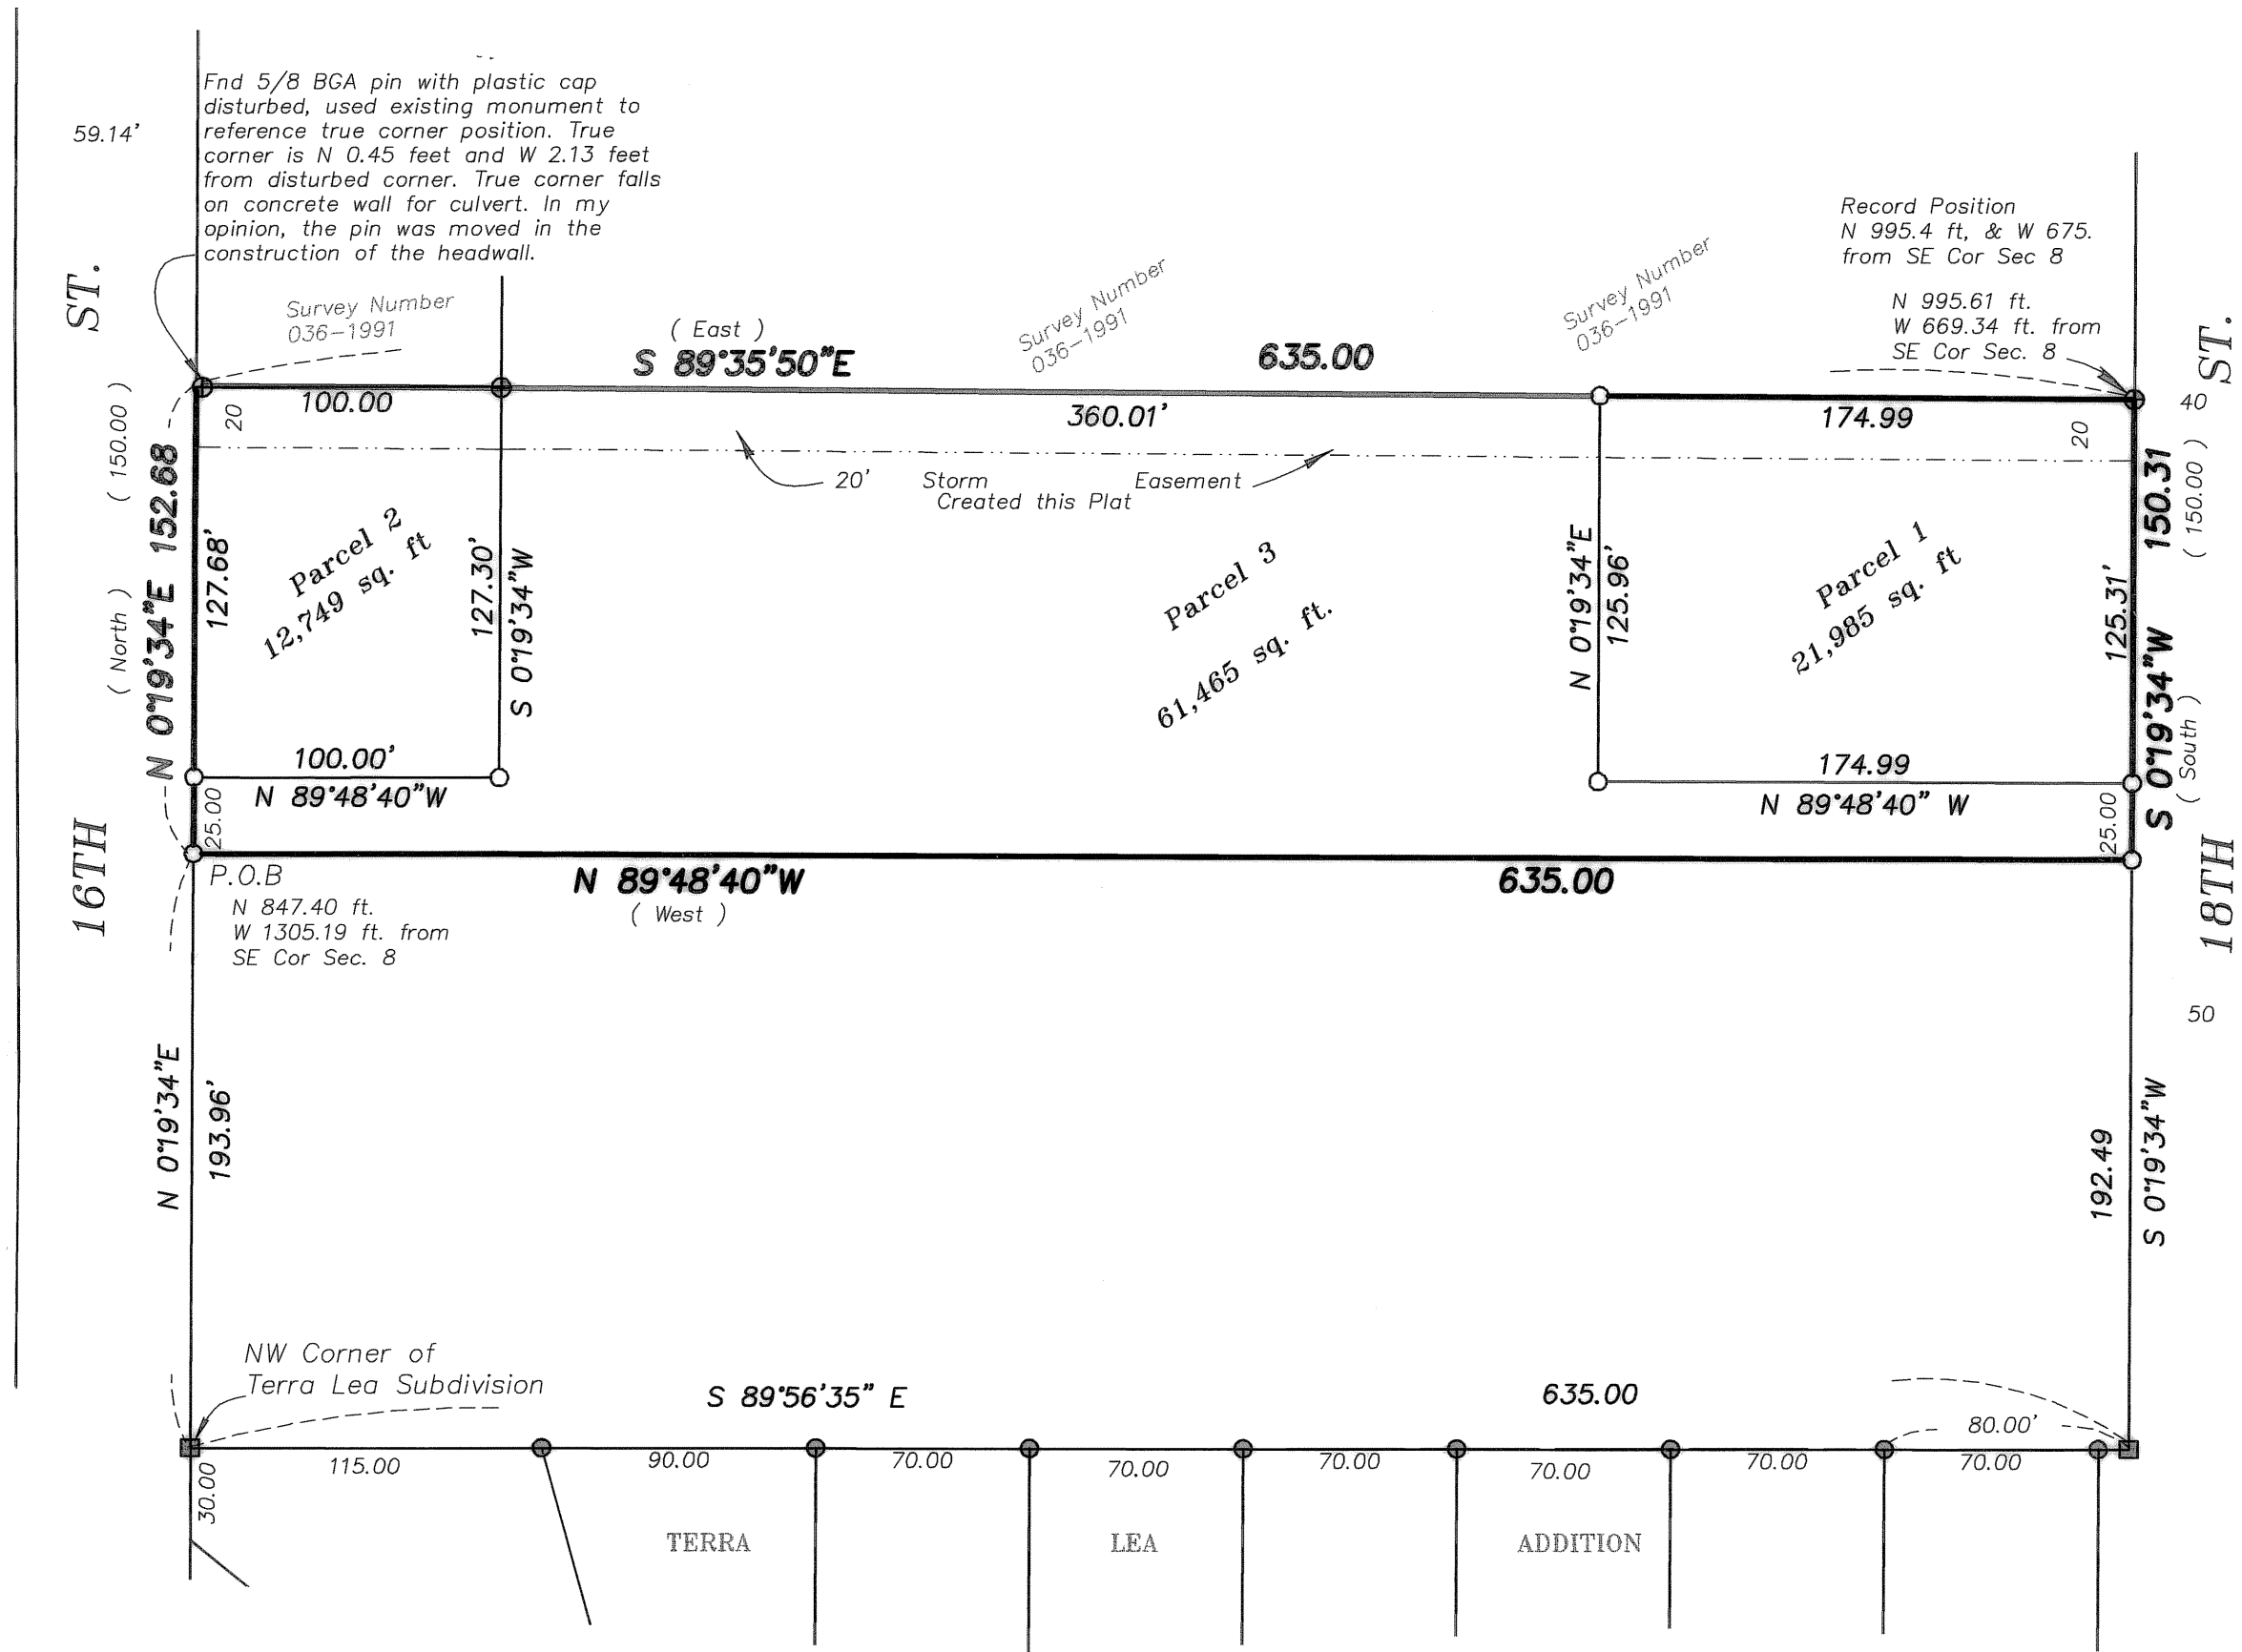 59.14'
Fnd 5/8 BGA pin with plastic cap
disturbed, used existing monument to
reference true corner position. True
corner is N 0.45 feet and W 2.13 feet
from disturbed corner. True corner falls
on concrete wall for culvert. In my
opinion, the pin was moved in the
construction of the headwall.
Record Position
N 995.4 ft, & W 675.
from SE Cor Sec 8
N 995.61 ft.
W 669.34 ft. from
SE Cor Sec. 8
ST.
Survey Number
036-1991
( East )
S 89°35'50"E
Survey Number
036-1991
635.00
Survey Number
036-1991
ST.
40
100.00
360.01'
174.99
20
20
( 150.00 )
( North )
N 0°19'34"E 152.68
127.68'
Parcel 2
12,749 sq. ft
127.30'
S 0°19'34"W
20' Storm Easement
Created this Plat
Parcel 3
61,465 sq. ft.
N 0°19'34"E
125.96'
Parcel 1
21,985 sq. ft
125.31'
S 0°19'34"W 150.31
( South )
( 150.00 )
100.00'
N 89°48'40"W
174.99
N 89°48'40" W
25.00
25.00
16TH
18TH
P.O.B
N 847.40 ft.
W 1305.19 ft. from
SE Cor Sec. 8
N 89°48'40"W
( West )
635.00
50
N 0°19'34"E
193.96'
192.49
S 0°19'34"W
NW Corner of
Terra Lea Subdivision
S 89°56'35" E
635.00
80.00'
30.00
115.00
90.00
70.00
70.00
70.00
70.00
70.00
70.00
TERRA LEA ADDITION